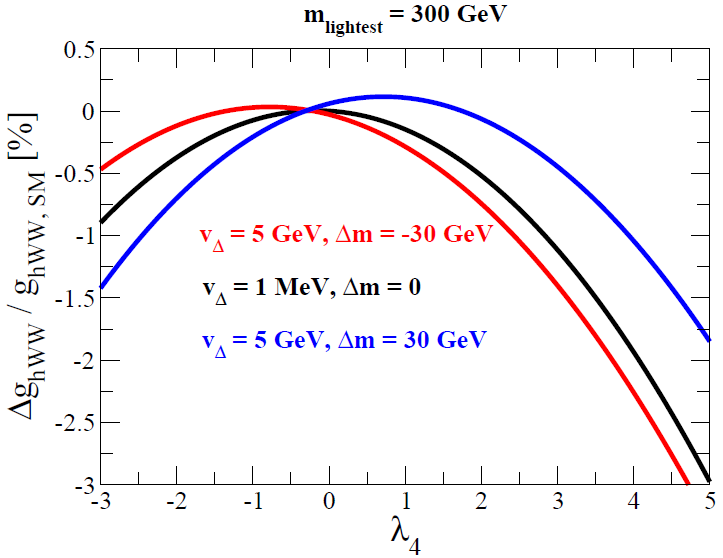 m_lightest = 300 GeV
Δg_hWW / g_hWW, SM [%]
0.5
0
-0.5
-1
-1.5
-2
-2.5
-3
v_Δ = 5 GeV, Δm = -30 GeV
v_Δ = 1 MeV, Δm = 0
v_Δ = 5 GeV, Δm = 30 GeV
-3 -2 -1 0 1 2 3 4 5
λ_4